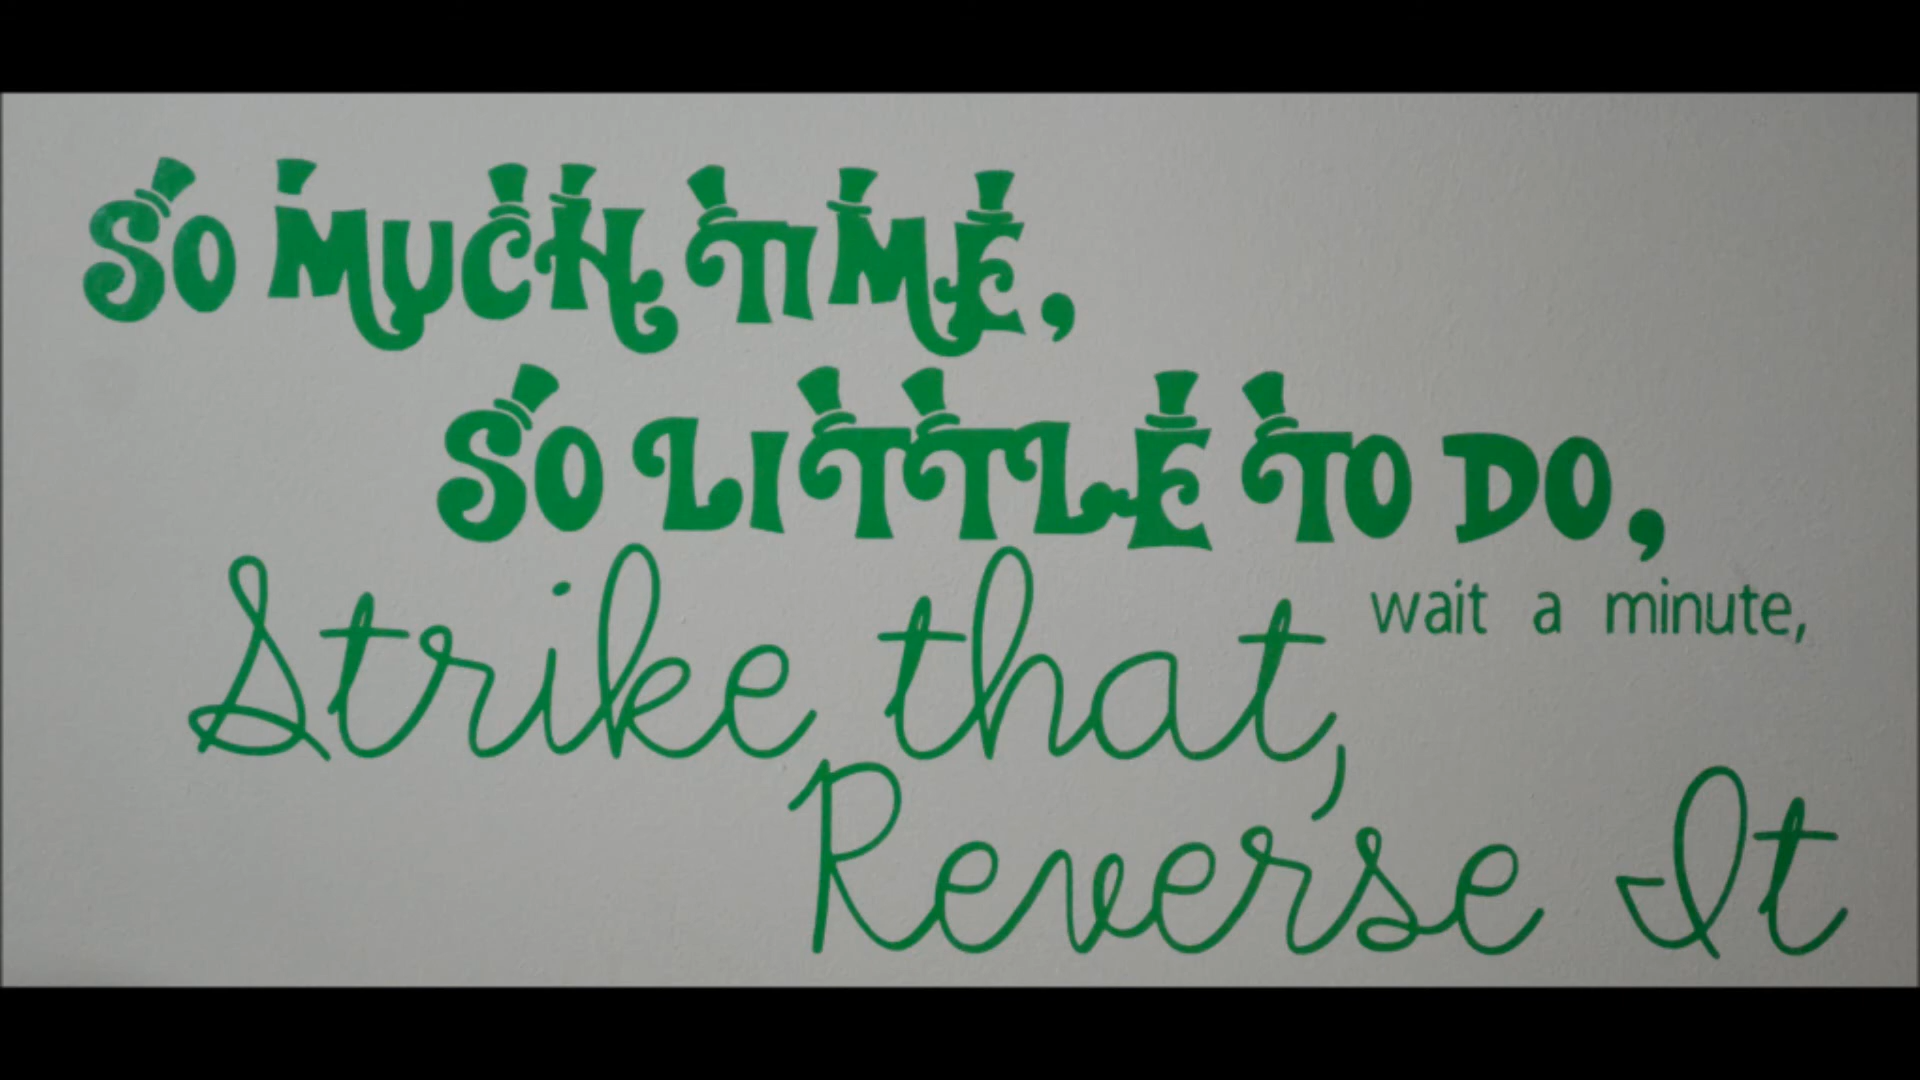 SO MUCH TIME,
SO LITTLE TO DO,
wait a minute,
Strike that,
Reverse It